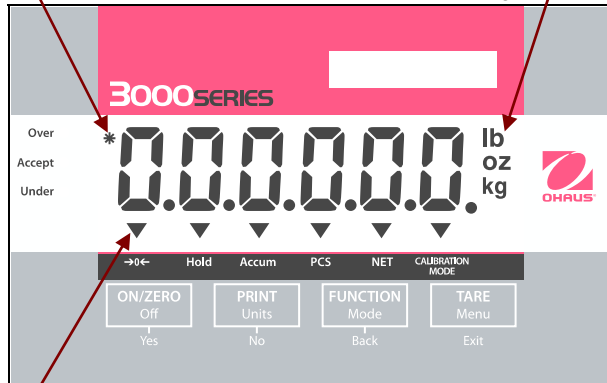 3000SERIES
Over
Accept
Under
*0.0.0.0.0.0.
lb
oz
kg
OHAUS
→0← Hold Accum PCS NET CALIBRATION MODE
ON/ZERO PRINT FUNCTION TARE
Off Units Mode Menu
Yes No Back Exit